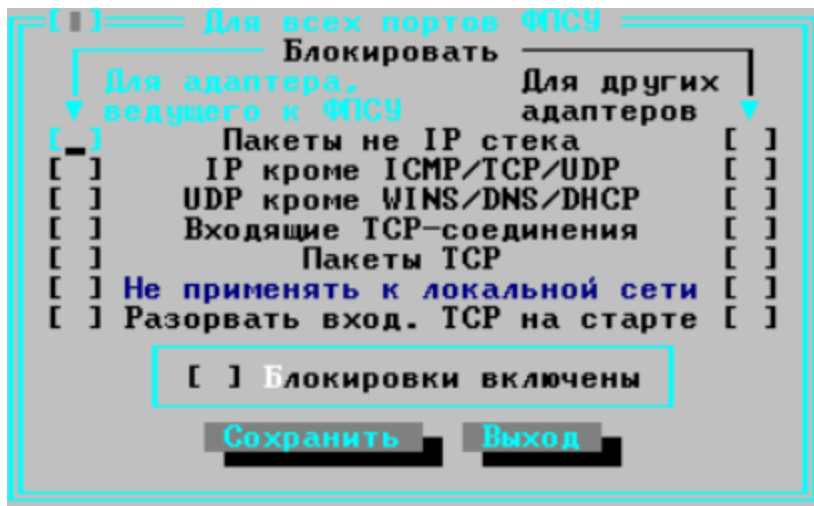 [▮] Для всех портов ФПСУ
Блокировать
Для адаптера, Для других
ведущего к ФПСУ адаптеров
[ ] Пакеты не IP стека [ ]
[ ] IP кроме ICMP/TCP/UDP [ ]
[ ] UDP кроме WINS/DNS/DHCP [ ]
[ ] Входящие TCP-соединения [ ]
[ ] Пакеты TCP [ ]
[ ] Не применять к локальной сети [ ]
[ ] Разорвать вход. TCP на старте [ ]
[ ] Блокировки включены
Сохранить Выход